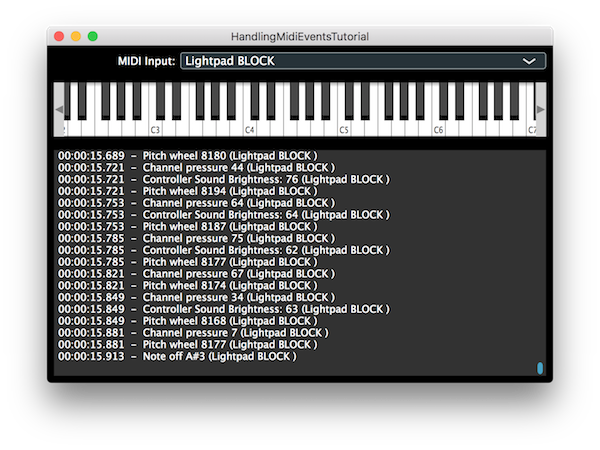 HandlingMidiEventsTutorial
MIDI Input: Lightpad BLOCK
C3 C4 C5 C6 C7
00:00:15.689 - Pitch wheel 8180 (Lightpad BLOCK )
00:00:15.721 - Channel pressure 44 (Lightpad BLOCK )
00:00:15.721 - Controller Sound Brightness: 76 (Lightpad BLOCK )
00:00:15.721 - Pitch wheel 8194 (Lightpad BLOCK )
00:00:15.753 - Channel pressure 64 (Lightpad BLOCK )
00:00:15.753 - Controller Sound Brightness: 64 (Lightpad BLOCK )
00:00:15.753 - Pitch wheel 8187 (Lightpad BLOCK )
00:00:15.785 - Channel pressure 75 (Lightpad BLOCK )
00:00:15.785 - Controller Sound Brightness: 62 (Lightpad BLOCK )
00:00:15.785 - Pitch wheel 8177 (Lightpad BLOCK )
00:00:15.821 - Channel pressure 67 (Lightpad BLOCK )
00:00:15.821 - Pitch wheel 8174 (Lightpad BLOCK )
00:00:15.849 - Channel pressure 34 (Lightpad BLOCK )
00:00:15.849 - Controller Sound Brightness: 63 (Lightpad BLOCK )
00:00:15.849 - Pitch wheel 8168 (Lightpad BLOCK )
00:00:15.881 - Channel pressure 7 (Lightpad BLOCK )
00:00:15.881 - Pitch wheel 8177 (Lightpad BLOCK )
00:00:15.913 - Note off A#3 (Lightpad BLOCK )